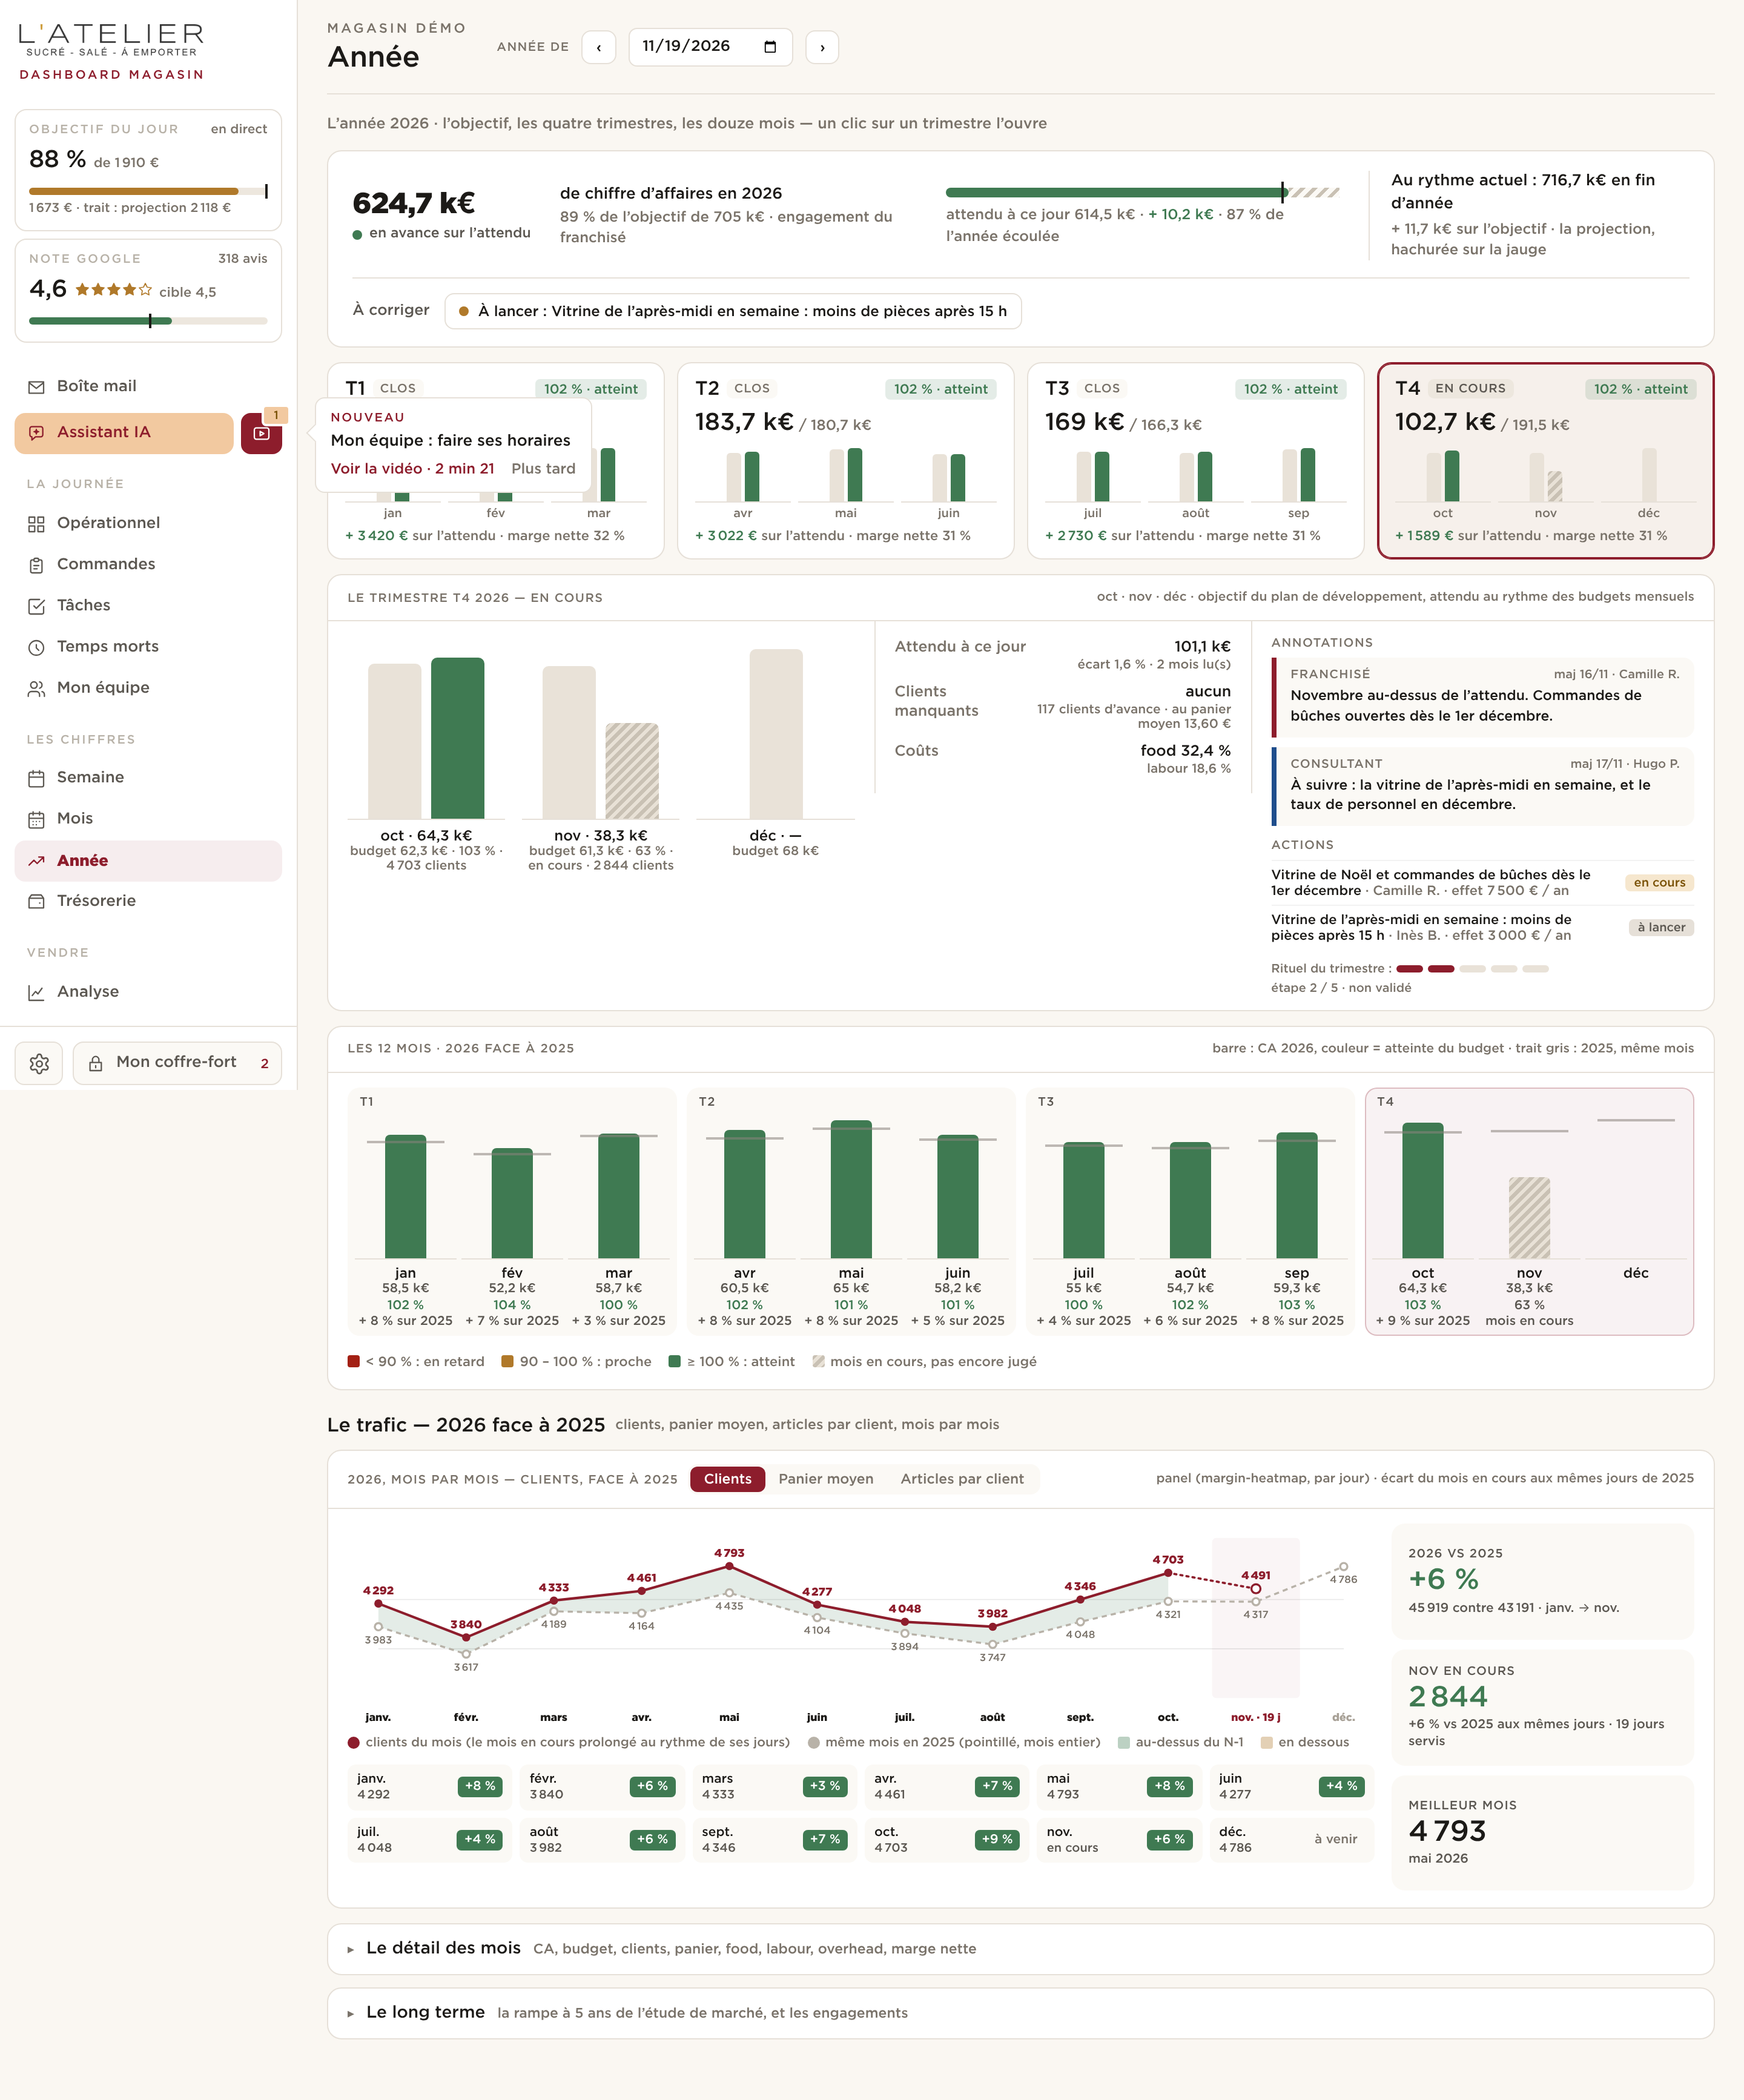 L'ATELIER
SUCRÉ - SALÉ - À EMPORTER
DASHBOARD MAGASIN
OBJECTIF DU JOUR en direct
88 % de 1 910 €
1 673 € · trait : projection 2 118 €
NOTE GOOGLE 318 avis
4,6 cible 4,5
Boîte mail
Assistant IA 1
LA JOURNÉE
Opérationnel
Commandes
Tâches
Temps morts
Mon équipe
LES CHIFFRES
Semaine
Mois
Année
Trésorerie
VENDRE
Analyse
Mon coffre-fort 2
MAGASIN DÉMO
Année
ANNÉE DE ‹ 11/19/2026 ›
L’année 2026 · l’objectif, les quatre trimestres, les douze mois — un clic sur un trimestre l’ouvre
624,7 k€
en avance sur l’attendu
de chiffre d’affaires en 2026
89 % de l’objectif de 705 k€ · engagement du
franchisé
attendu à ce jour 614,5 k€ · + 10,2 k€ · 87 % de
l’année écoulée
Au rythme actuel : 716,7 k€ en fin
d’année
+ 11,7 k€ sur l’objectif · la projection,
hachurée sur la jauge
À corriger À lancer : Vitrine de l’après-midi en semaine : moins de pièces après 15 h
T1 CLOS 102 % · atteint
NOUVEAU
Mon équipe : faire ses horaires
Voir la vidéo · 2 min 21 Plus tard
jan fév mar
+ 3 420 € sur l’attendu · marge nette 32 %
T2 CLOS 102 % · atteint
183,7 k€ / 180,7 k€
avr mai juin
+ 3 022 € sur l’attendu · marge nette 31 %
T3 CLOS 102 % · atteint
169 k€ / 166,3 k€
juil août sep
+ 2 730 € sur l’attendu · marge nette 31 %
T4 EN COURS 102 % · atteint
102,7 k€ / 191,5 k€
oct nov déc
+ 1 589 € sur l’attendu · marge nette 31 %
LE TRIMESTRE T4 2026 — EN COURS oct · nov · déc · objectif du plan de développement, attendu au rythme des budgets mensuels
oct · 64,3 k€
budget 62,3 k€ · 103 % ·
4 703 clients
nov · 38,3 k€
budget 61,3 k€ · 63 % ·
en cours · 2 844 clients
déc · —
budget 68 k€
Attendu à ce jour 101,1 k€
écart 1,6 % · 2 mois lu(s)
Clients
manquants
aucun
117 clients d’avance · au panier
moyen 13,60 €
Coûts food 32,4 %
labour 18,6 %
ANNOTATIONS
FRANCHISÉ maj 16/11 · Camille R.
Novembre au-dessus de l’attendu. Commandes de
bûches ouvertes dès le 1er décembre.
CONSULTANT maj 17/11 · Hugo P.
À suivre : la vitrine de l’après-midi en semaine, et le
taux de personnel en décembre.
ACTIONS
Vitrine de Noël et commandes de bûches dès le
1er décembre · Camille R. · effet 7 500 € / an
en cours
Vitrine de l’après-midi en semaine : moins de
pièces après 15 h · Inès B. · effet 3 000 € / an
à lancer
Rituel du trimestre :
étape 2 / 5 · non validé
LES 12 MOIS · 2026 FACE À 2025 barre : CA 2026, couleur = atteinte du budget · trait gris : 2025, même mois
T1 T2 T3 T4
jan fév mar avr mai juin juil août sep oct nov déc
58,5 k€ 52,2 k€ 58,7 k€ 60,5 k€ 65 k€ 58,2 k€ 55 k€ 54,7 k€ 59,3 k€ 64,3 k€ 38,3 k€
102 % 104 % 100 % 102 % 101 % 101 % 100 % 102 % 103 % 103 % 63 %
+ 8 % sur 2025 + 7 % sur 2025 + 3 % sur 2025 + 8 % sur 2025 + 8 % sur 2025 + 5 % sur 2025 + 4 % sur 2025 + 6 % sur 2025 + 8 % sur 2025 + 9 % sur 2025 mois en cours
< 90 % : en retard 90 – 100 % : proche ≥ 100 % : atteint mois en cours, pas encore jugé
Le trafic — 2026 face à 2025 clients, panier moyen, articles par client, mois par mois
2026, MOIS PAR MOIS — CLIENTS, FACE À 2025 Clients Panier moyen Articles par client panel (margin-heatmap, par jour) · écart du mois en cours aux mêmes jours de 2025
4 292 3 840 4 333 4 461 4 793 4 277 4 048 3 982 4 346 4 703 4 491
3 983 3 617 4 189 4 164 4 435 4 104 3 894 3 747 4 048 4 321 4 317 4 786
janv. févr. mars avr. mai juin juil. août sept. oct. nov. · 19 j déc.
clients du mois (le mois en cours prolongé au rythme de ses jours) même mois en 2025 (pointillé, mois entier) au-dessus du N-1 en dessous
janv. 4 292 +8 %
févr. 3 840 +6 %
mars 4 333 +3 %
avr. 4 461 +7 %
mai 4 793 +8 %
juin 4 277 +4 %
juil. 4 048 +4 %
août 3 982 +6 %
sept. 4 346 +7 %
oct. 4 703 +9 %
nov. en cours +6 %
déc. 4 786 à venir
2026 VS 2025
+6 %
45 919 contre 43 191 · janv. → nov.
NOV EN COURS
2 844
+6 % vs 2025 aux mêmes jours · 19 jours
servis
MEILLEUR MOIS
4 793
mai 2026
▸ Le détail des mois CA, budget, clients, panier, food, labour, overhead, marge nette
▸ Le long terme la rampe à 5 ans de l’étude de marché, et les engagements